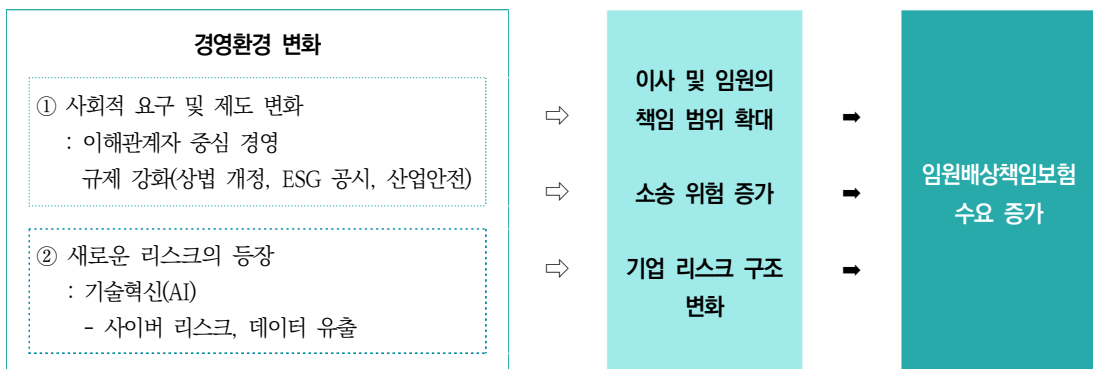 경영환경 변화
① 사회적 요구 및 제도 변화
: 이해관계자 중심 경영
규제 강화(상법 개정, ESG 공시, 산업안전)
② 새로운 리스크의 등장
: 기술혁신(AI)
- 사이버 리스크, 데이터 유출
⇨
⇨
⇨
이사 및 임원의
책임 범위 확대
소송 위험 증가
기업 리스크 구조
변화
➡
➡
➡
임원배상책임보험
수요 증가